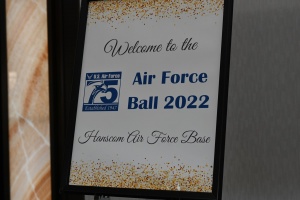 Welcome to the
U.S. Air Force
75
Established 1947
Air Force
Ball 2022
Hanscom Air Force Base